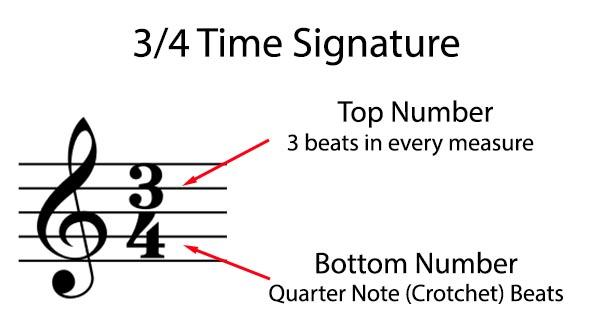 3/4 Time Signature
Top Number
3 beats in every measure
3
4
Bottom Number
Quarter Note (Crotchet) Beats